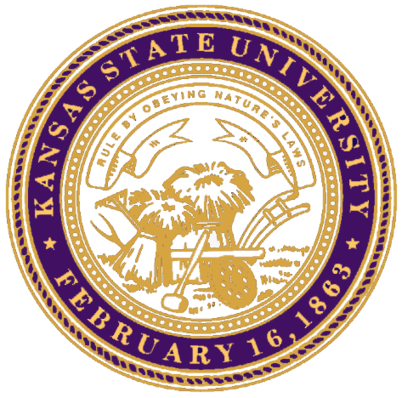 KANSAS STATE UNIVERSITY
RULE BY OBEYING NATURE'S LAWS
FEBRUARY 16, 1863